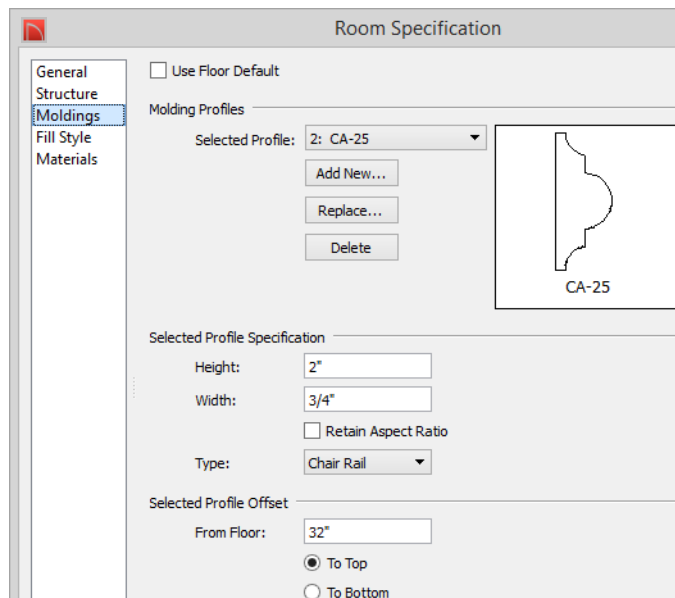 Room Specification
General
Structure
Moldings
Fill Style
Materials
Use Floor Default
Molding Profiles
Selected Profile: 2: CA-25
Add New...
Replace...
Delete
CA-25
Selected Profile Specification
Height: 2"
Width: 3/4"
Retain Aspect Ratio
Type: Chair Rail
Selected Profile Offset
From Floor: 32"
To Top
To Bottom